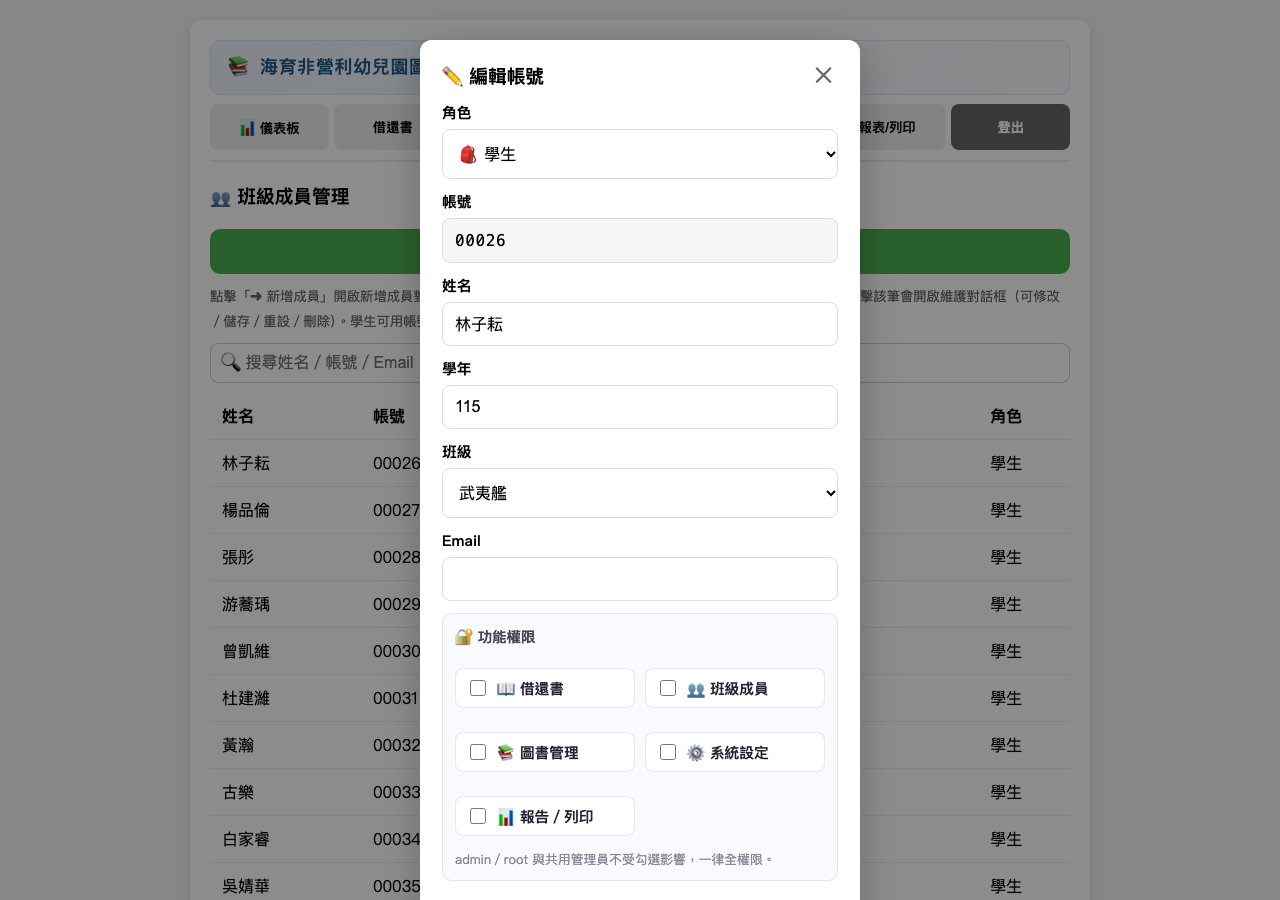 📚 海育非營利幼兒園圖
📊 儀表板
借還書
報表/列印
登出
👥 班級成員管理
點擊「➜ 新增成員」開啟新增成員
擊該筆會開啟維護對話框（可修改
/ 儲存 / 重設 / 刪除）。學生可用帳
🔍 搜尋姓名 / 帳號 / Email
姓名 帳號 角色
林子耘 00026 學生
楊品倫 00027 學生
張彤 00028 學生
游蕎瑀 00029 學生
曾凱維 00030 學生
杜建濰 00031 學生
黃瀚 00032 學生
古樂 00033 學生
白家睿 00034 學生
吳婧華 00035 學生
✏️ 編輯帳號
角色
🎒 學生
帳號
00026
姓名
林子耘
學年
115
班級
武夷艦
Email
🔐 功能權限
📖 借還書
👥 班級成員
📚 圖書管理
⚙️ 系統設定
📊 報告 / 列印
admin / root 與共用管理員不受勾選影響，一律全權限。